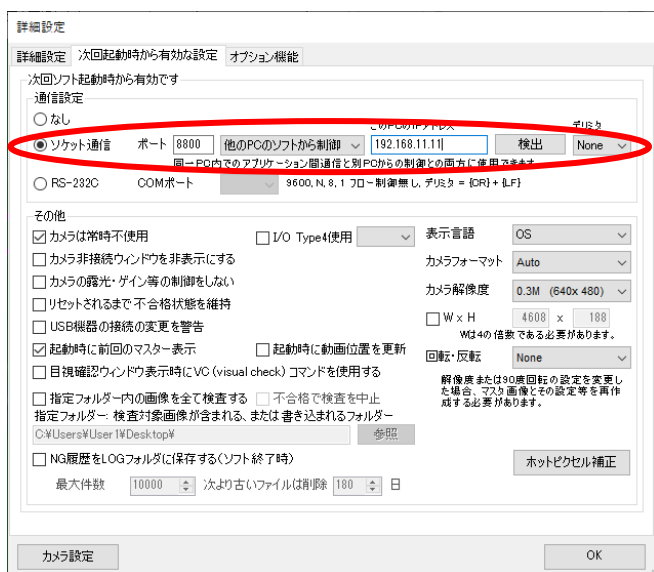 詳細設定
詳細設定 次回起動時から有効な設定 オプション機能
次回ソフト起動時から有効です
通信設定
なし
このPCのIPアドレス デリミタ
ソケット通信 ポート 8800 他のPCのソフトから制御 192.168.11.11 検出 None
同一PC内でのアプリケーション間通信と別PCからの制御との両方に使用できます
RS-232C COMポート 9600, N, 8, 1 フロー制御無し, デリミタ = {CR} + {LF}
その他
カメラは常時不使用 I/O Type4使用 表示言語 OS
カメラ非接続ウィンドウを非表示にする カメラフォーマット Auto
カメラの露光・ゲイン等の制御をしない
カメラ解像度 0.3M (640x 480)
リセットされるまで不合格状態を維持
USB機器の接続の変更を警告 W x H 4608 x 188
Wは4の倍数である必要があります。
起動時に前回のマスター表示 起動時に動画位置を更新 回転・反転 None
目視確認ウィンドウ表示時にVC (visual check) コマンドを使用する
解像度または90度回転の設定を変更し
た場合、マスク画像とその設定等を再作
成する必要があります。
指定フォルダー内の画像を全て検査する 不合格で検査を中止
指定フォルダー: 検査対象画像が含まれる、または書き込まれるフォルダー
C:¥Users¥User1¥Desktop¥ 参照
NG履歴をLOGフォルダに保存する(ソフト終了時) ホットピクセル補正
最大件数 10000 次より古いファイルは削除 180 日
カメラ設定 OK